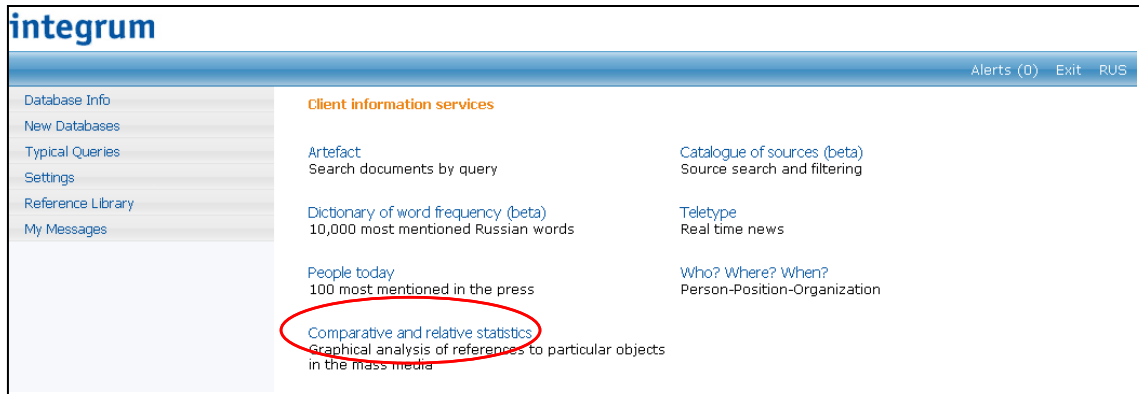 integrum
Alerts (0) Exit RUS
Database Info
New Databases
Typical Queries
Settings
Reference Library
My Messages
Client information services
Artefact
Search documents by query
Catalogue of sources (beta)
Source search and filtering
Dictionary of word frequency (beta)
10,000 most mentioned Russian words
Teletype
Real time news
People today
100 most mentioned in the press
Who? Where? When?
Person-Position-Organization
Comparative and relative statistics
Graphical analysis of references to particular objects
in the mass media